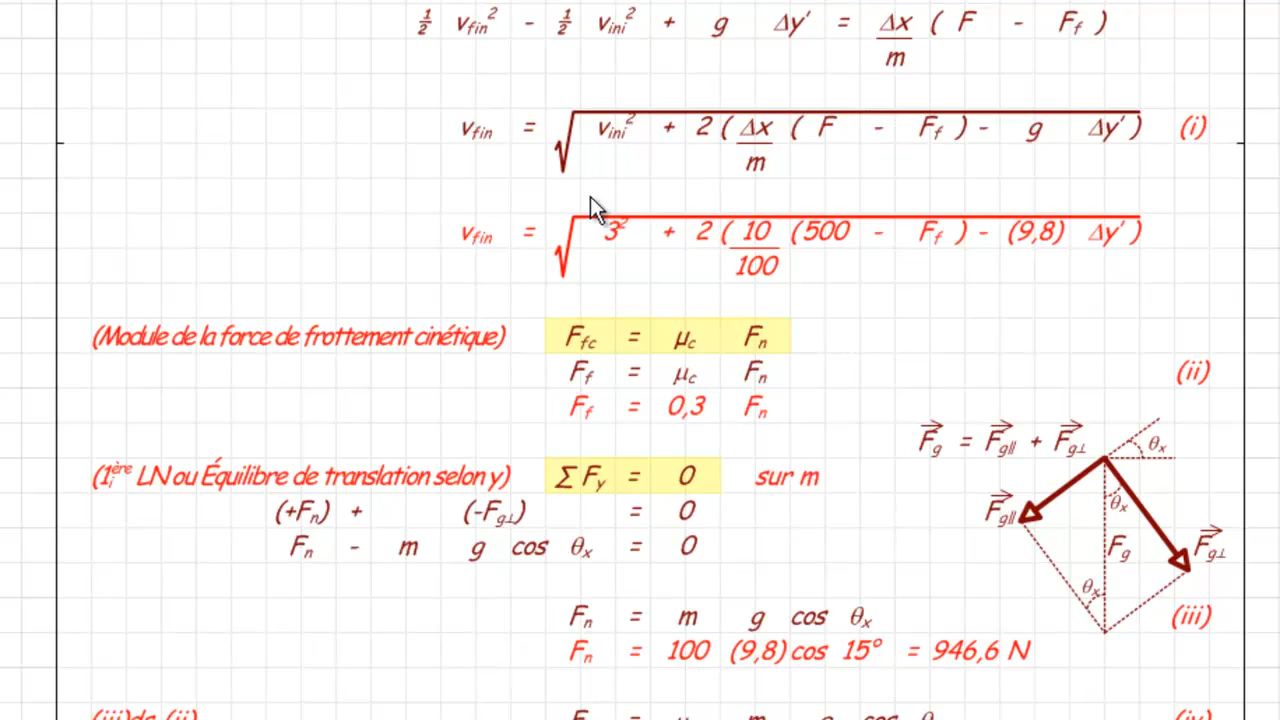 ½ v_fin² - ½ v_ini² + g Δy' = Δx/m ( F - F_f )
v_fin = √( v_ini² + 2 ( Δx/m ( F - F_f ) - g Δy' ) ) (i)
v_fin = √( 3² + 2 ( 10/100 (500 - F_f ) - (9,8) Δy' ) )
(Module de la force de frottement cinétique) F_fc = μ_c F_n
F_f = μ_c F_n (ii)
F_f = 0,3 F_n
F_g = F_g∥ + F_g⊥ θ_x
(1ère LN ou Équilibre de translation selon y) Σ F_y = 0 sur m
(+F_n) + (-F_g⊥) = 0
F_n - m g cos θ_x = 0
F_g∥ θ_x
F_g F_g⊥
θ_x
F_n = m g cos θ_x (iii)
F_n = 100 (9,8) cos 15° = 946,6 N